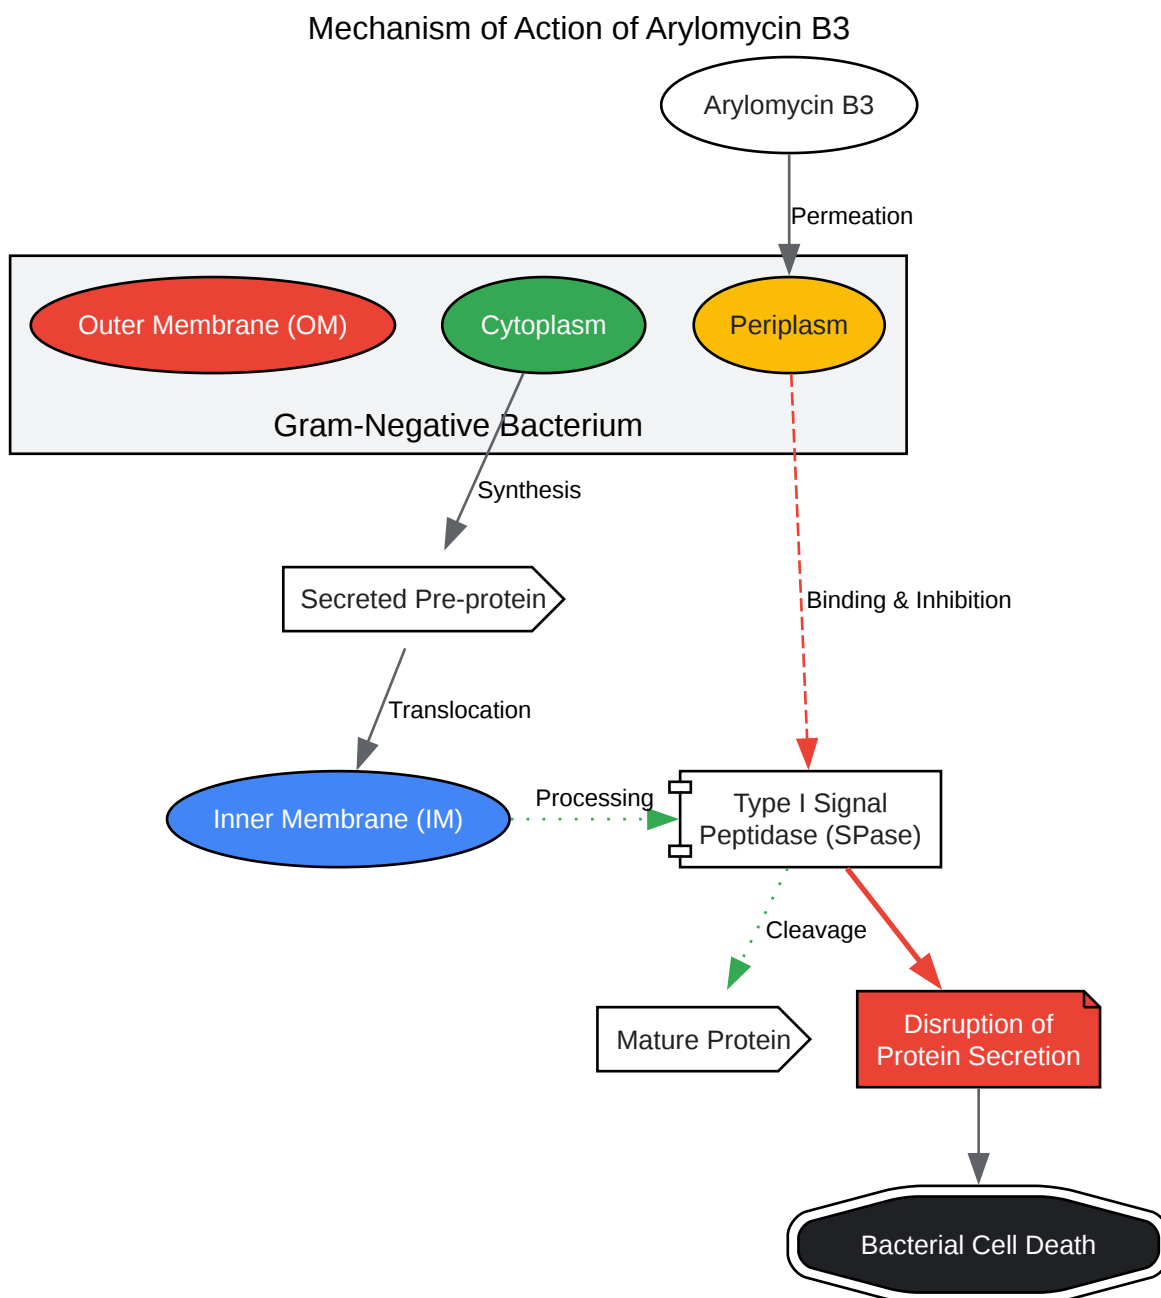 Mechanism of Action of Arylomycin B3
Arylomycin B3
Permeation
Outer Membrane (OM)
Cytoplasm
Periplasm
Gram-Negative Bacterium
Synthesis
Secreted Pre-protein
Binding & Inhibition
Translocation
Inner Membrane (IM)
Processing
Type I Signal
Peptidase (SPase)
Cleavage
Mature Protein
Disruption of
Protein Secretion
Bacterial Cell Death